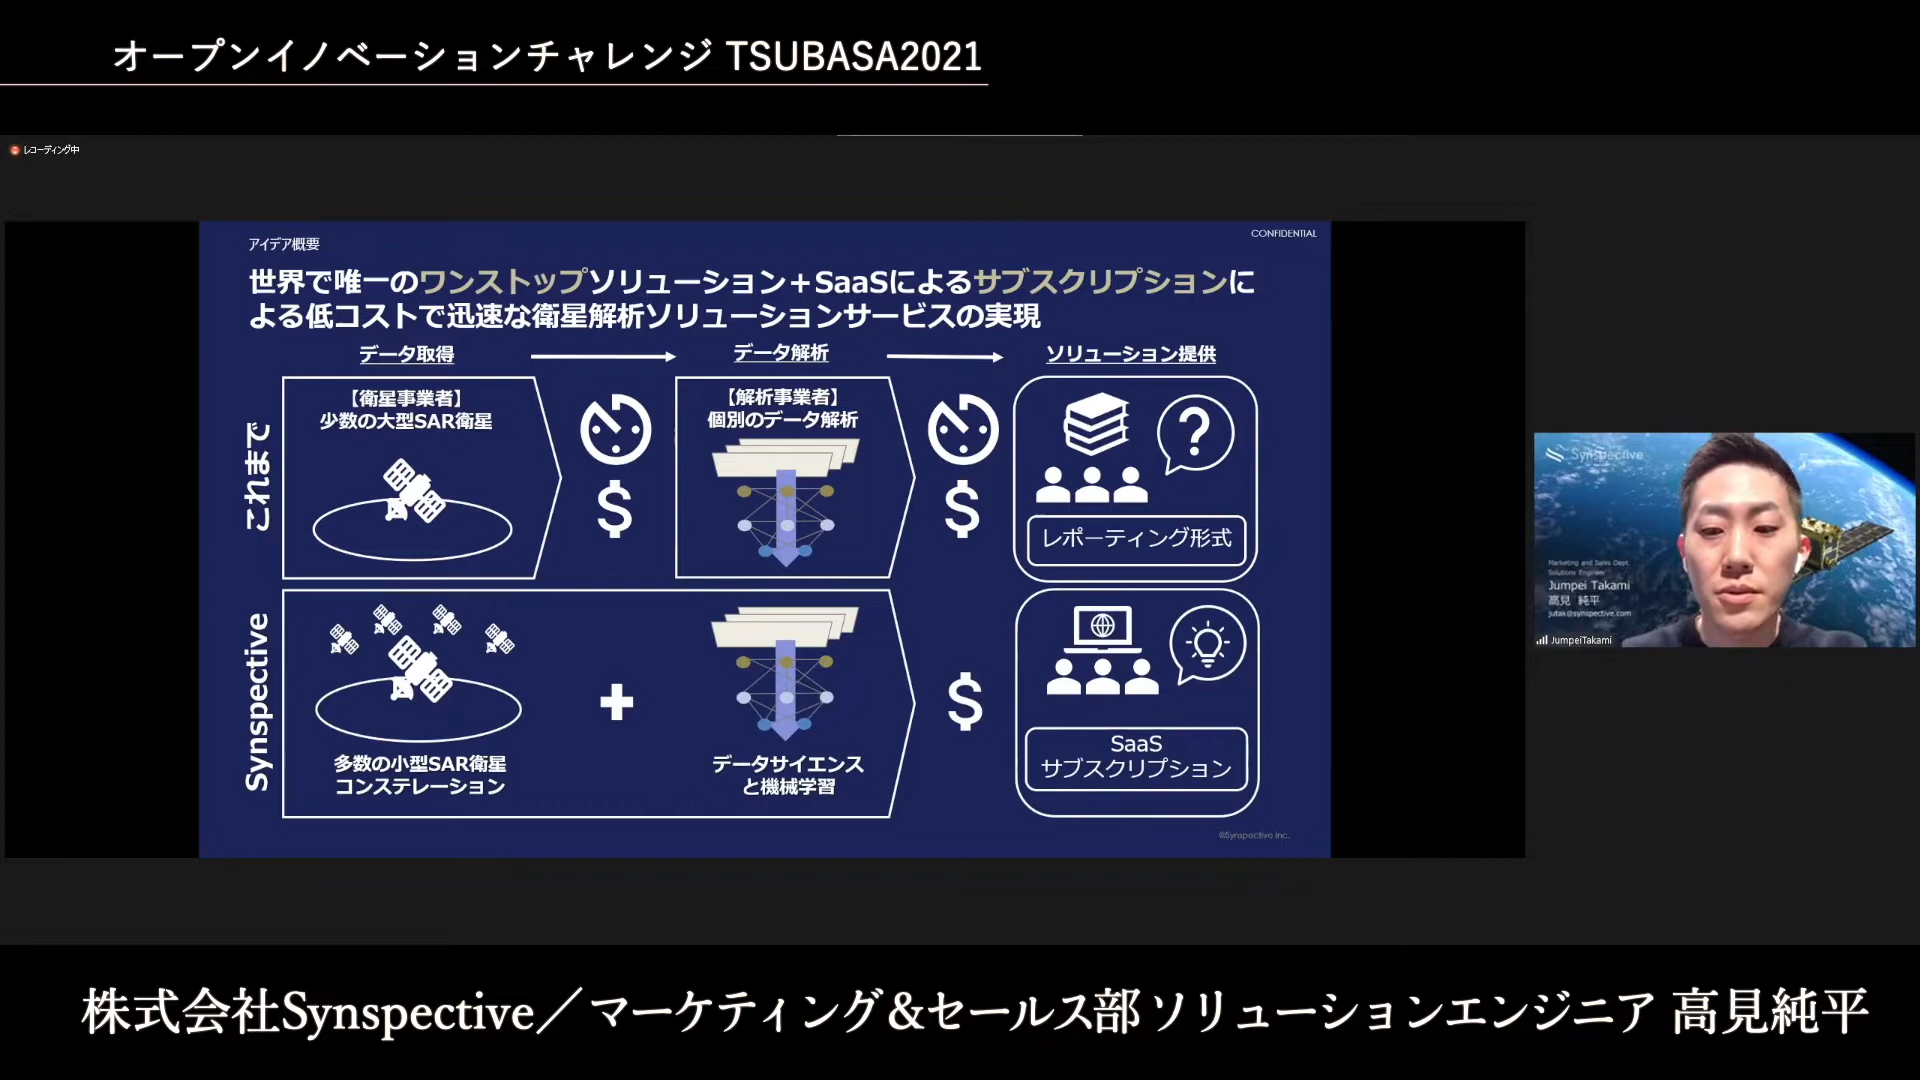 オープンイノベーションチャレンジ TSUBASA2021
レコーディング中
アイデア概要
CONFIDENTIAL
世界で唯一のワンストップソリューション+SaaSによるサブスクリプションに
よる低コストで迅速な衛星解析ソリューションサービスの実現
データ取得
データ解析
ソリューション提供
これまで
【衛星事業者】
少数の大型SAR衛星
$
【解析事業者】
個別のデータ解析
$
?
レポーティング形式
Synspective
多数の小型SAR衛星
コンステレーション
+
データサイエンス
と機械学習
$
SaaS
サブスクリプション
©Synspective Inc.
Synspective
Marketing and Sales Dept.
Solutions Engineer
Jumpei Takami
高見 純平
jutak@synspective.com
JumpeiTakami
株式会社Synspective／マーケティング&セールス部 ソリューションエンジニア 高見純平